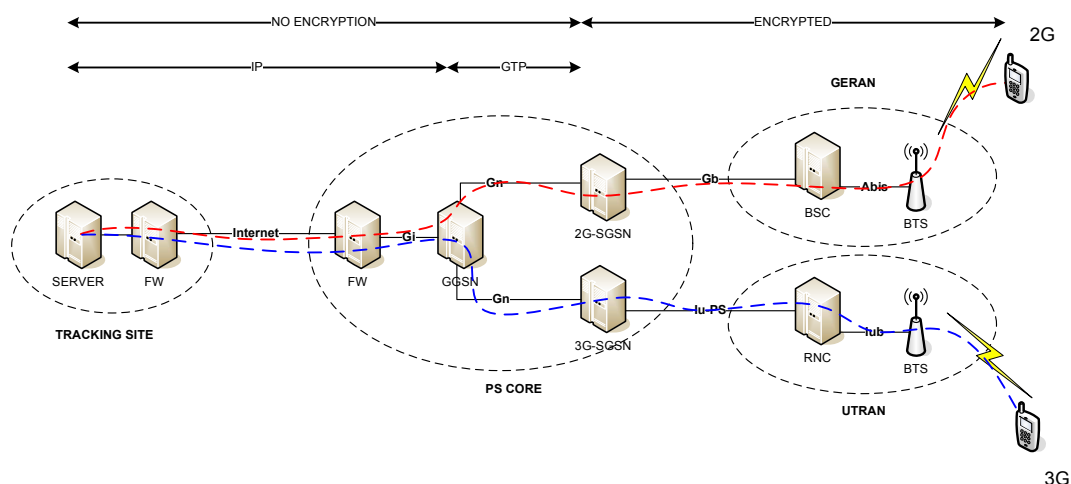 NO ENCRYPTION
ENCRYPTED
2G
IP
GTP
GERAN
Gn
Gb
Abis
BSC
BTS
2G-SGSN
Internet
Gi
SERVER
FW
FW
GGSN
TRACKING SITE
Gn
Iu-PS
Iub
3G-SGSN
RNC
BTS
PS CORE
UTRAN
3G